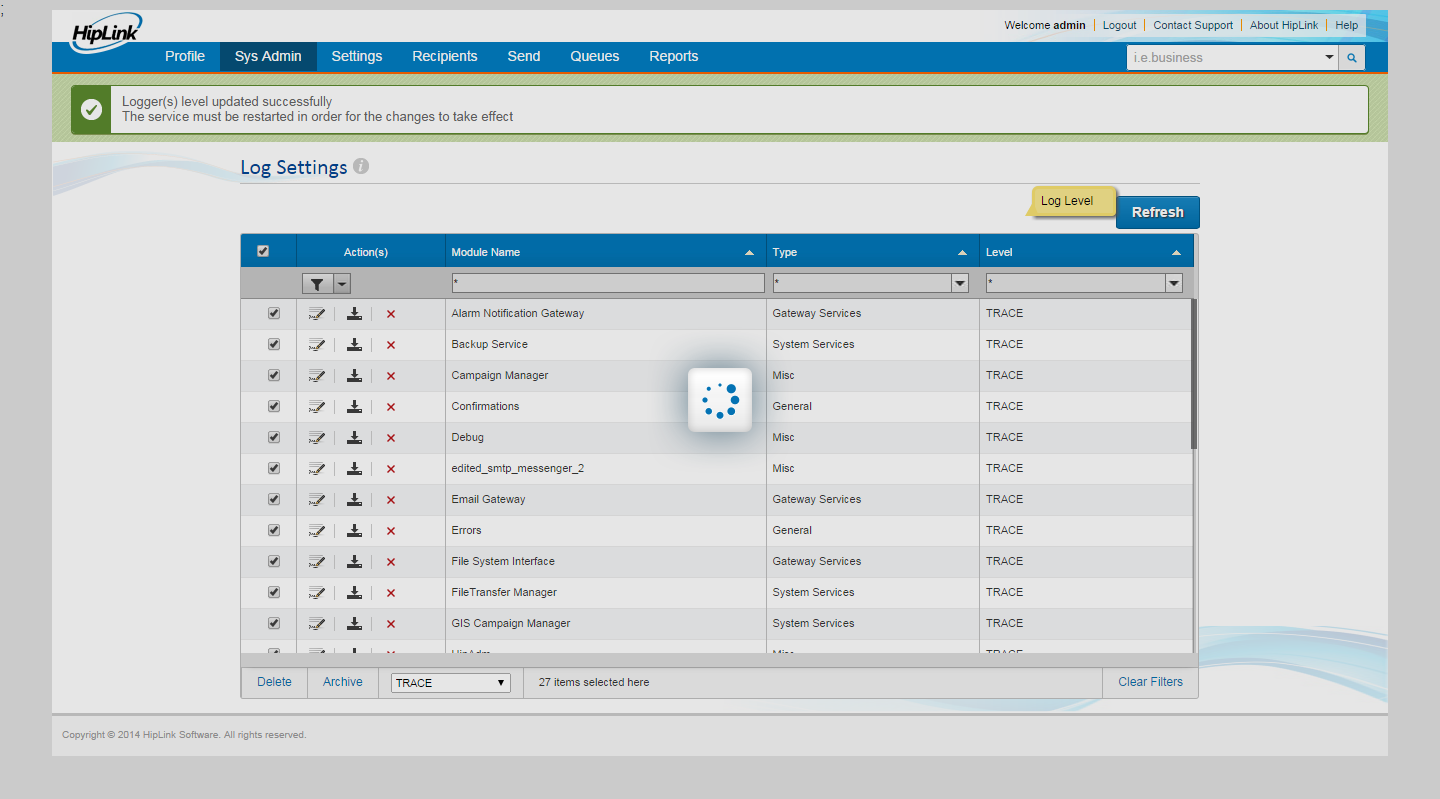 ;
HipLink
Welcome admin Logout Contact Support About HipLink Help
Profile Sys Admin Settings Recipients Send Queues Reports i.e.business
Logger(s) level updated successfully
The service must be restarted in order for the changes to take effect
Log Settings i
Log Level Refresh
Action(s) Module Name Type Level
* * *
Alarm Notification Gateway Gateway Services TRACE
Backup Service System Services TRACE
Campaign Manager Misc TRACE
Confirmations General TRACE
Debug Misc TRACE
edited_smtp_messenger_2 Misc TRACE
Email Gateway Gateway Services TRACE
Errors General TRACE
File System Interface Gateway Services TRACE
FileTransfer Manager System Services TRACE
GIS Campaign Manager System Services TRACE
HipAdm Misc TRACE
Delete Archive TRACE 27 items selected here Clear Filters
Copyright © 2014 HipLink Software. All rights reserved.